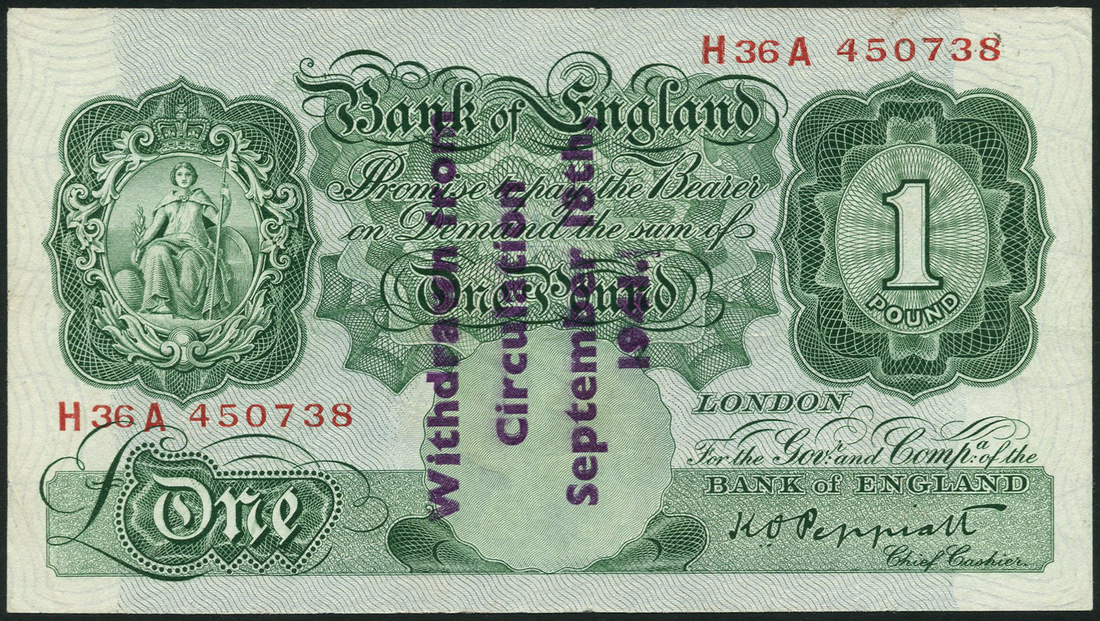 H36A 450738
Bank of England
Promise to pay the Bearer
on Demand the sum of
One Pound
1
POUND
H36A 450738
LONDON
For the Gov.r and Comp.a of the
BANK of ENGLAND
K O Peppiatt
Chief Cashier.
£One
Withdrawn from
Circulation
September 18th,
1941.